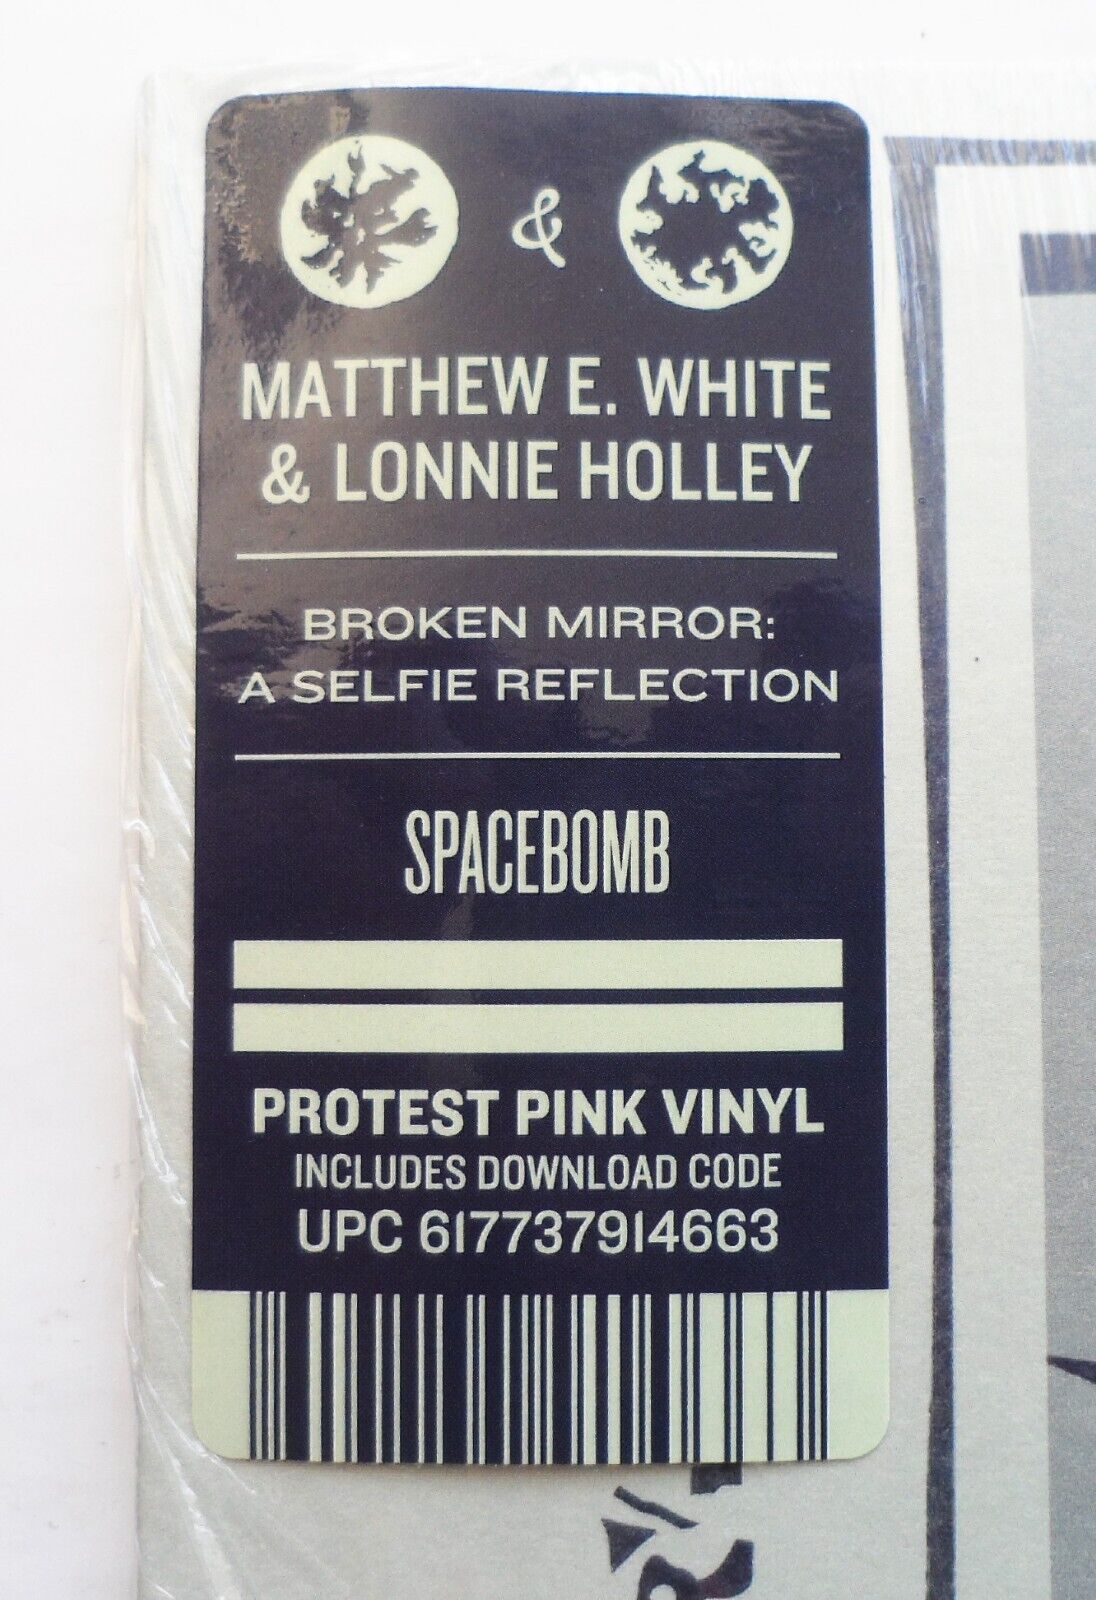 &
MATTHEW E. WHITE
& LONNIE HOLLEY
BROKEN MIRROR:
A SELFIE REFLECTION
SPACEBOMB
PROTEST PINK VINYL
INCLUDES DOWNLOAD CODE
UPC 617737914663